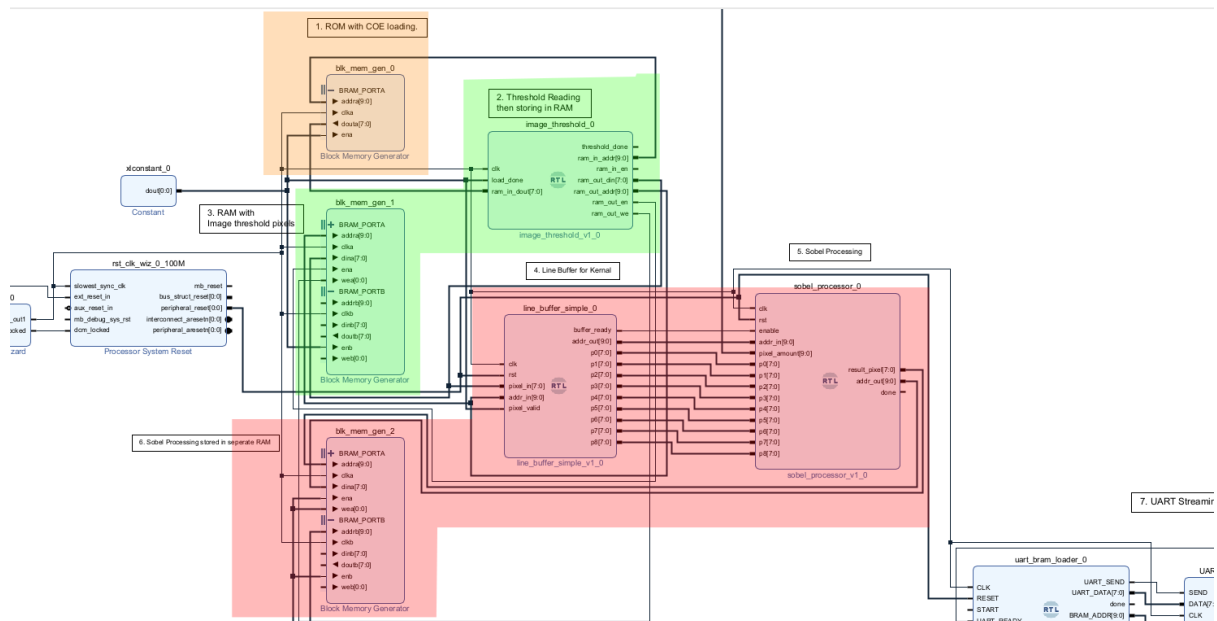 1. ROM with COE loading.
blk_mem_gen_0
BRAM_PORTA
addra[9:0]
clka
douta[7:0]
ena
Block Memory Generator
2. Threshold Reading
then storing in RAM
image_threshold_0
clk
load_done
ram_in_dout[7:0]
RTL
threshold_done
ram_in_addr[9:0]
ram_in_en
ram_out_din[7:0]
ram_out_addr[9:0]
ram_out_en
ram_out_we
image_threshold_v1_0
xlconstant_0
dout[0:0]
Constant
3. RAM with
Image threshold pixels
blk_mem_gen_1
BRAM_PORTA
addra[9:0]
clka
dina[7:0]
ena
wea[0:0]
BRAM_PORTB
addrb[9:0]
clkb
dinb[7:0]
doutb[7:0]
enb
web[0:0]
Block Memory Generator
rst_clk_wiz_0_100M
slowest_sync_clk
ext_reset_in
aux_reset_in
mb_debug_sys_rst
dcm_locked
mb_reset
bus_struct_reset[0:0]
peripheral_reset[0:0]
interconnect_aresetn[0:0]
peripheral_aresetn[0:0]
Processor System Reset
0
_out1
ocked
zard
4. Line Buffer for Kernal
line_buffer_simple_0
clk
rst
pixel_in[7:0]
addr_in[9:0]
pixel_valid
RTL
buffer_ready
addr_out[9:0]
p0[7:0]
p1[7:0]
p2[7:0]
p3[7:0]
p4[7:0]
p5[7:0]
p6[7:0]
p7[7:0]
p8[7:0]
line_buffer_simple_v1_0
5. Sobel Processing
sobel_processor_0
clk
rst
enable
addr_in[9:0]
pixel_amount[9:0]
p0[7:0]
p1[7:0]
p2[7:0]
p3[7:0]
p4[7:0]
p5[7:0]
p6[7:0]
p7[7:0]
p8[7:0]
RTL
result_pixel[7:0]
addr_out[9:0]
done
sobel_processor_v1_0
6. Sobel Processing stored in seperate RAM
blk_mem_gen_2
BRAM_PORTA
addra[9:0]
clka
dina[7:0]
ena
wea[0:0]
BRAM_PORTB
addrb[9:0]
clkb
dinb[7:0]
doutb[7:0]
enb
web[0:0]
Block Memory Generator
7. UART Streamin
uart_bram_loader_0
CLK
RESET
START
UART_READY
RTL
UART_SEND
UART_DATA[7:0]
done
BRAM_ADDR[9:0]
UAR
SEND
DATA[7:
CLK